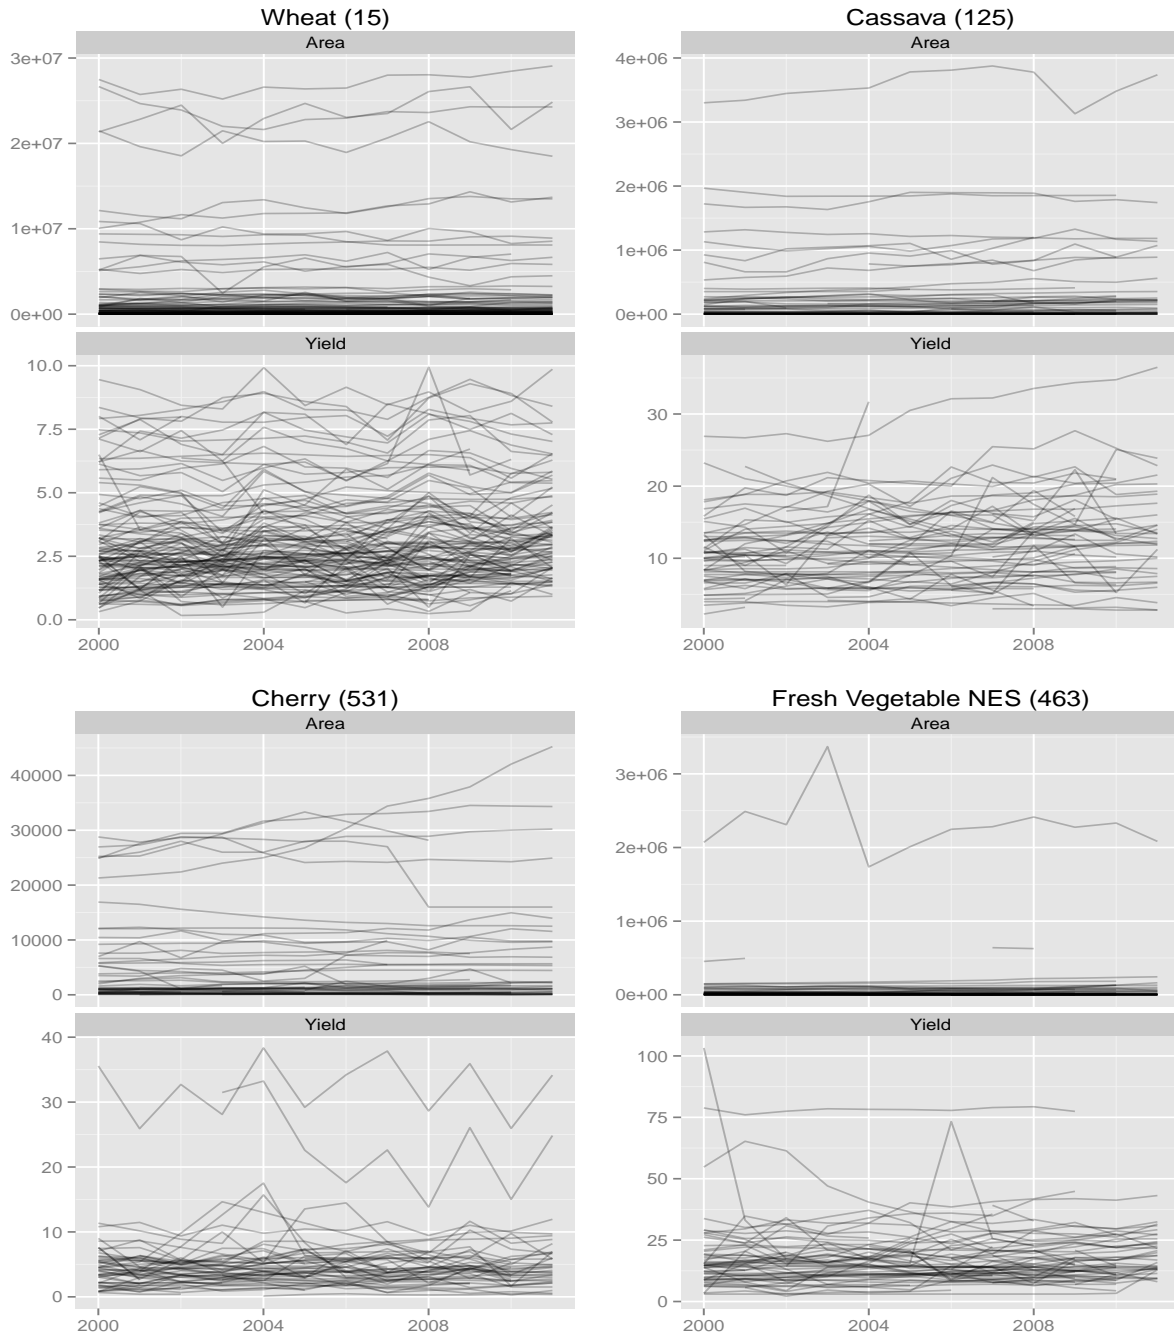 Wheat (15)
Area
3e+07
2e+07
1e+07
0e+00
Yield
10.0
7.5
5.0
2.5
0.0
2000 2004 2008
Cassava (125)
Area
4e+06
3e+06
2e+06
1e+06
0e+00
Yield
30
20
10
2000 2004 2008
Cherry (531)
Area
40000
30000
20000
10000
0
Yield
40
30
20
10
0
2000 2004 2008
Fresh Vegetable NES (463)
Area
3e+06
2e+06
1e+06
0e+00
Yield
100
75
50
25
0
2000 2004 2008